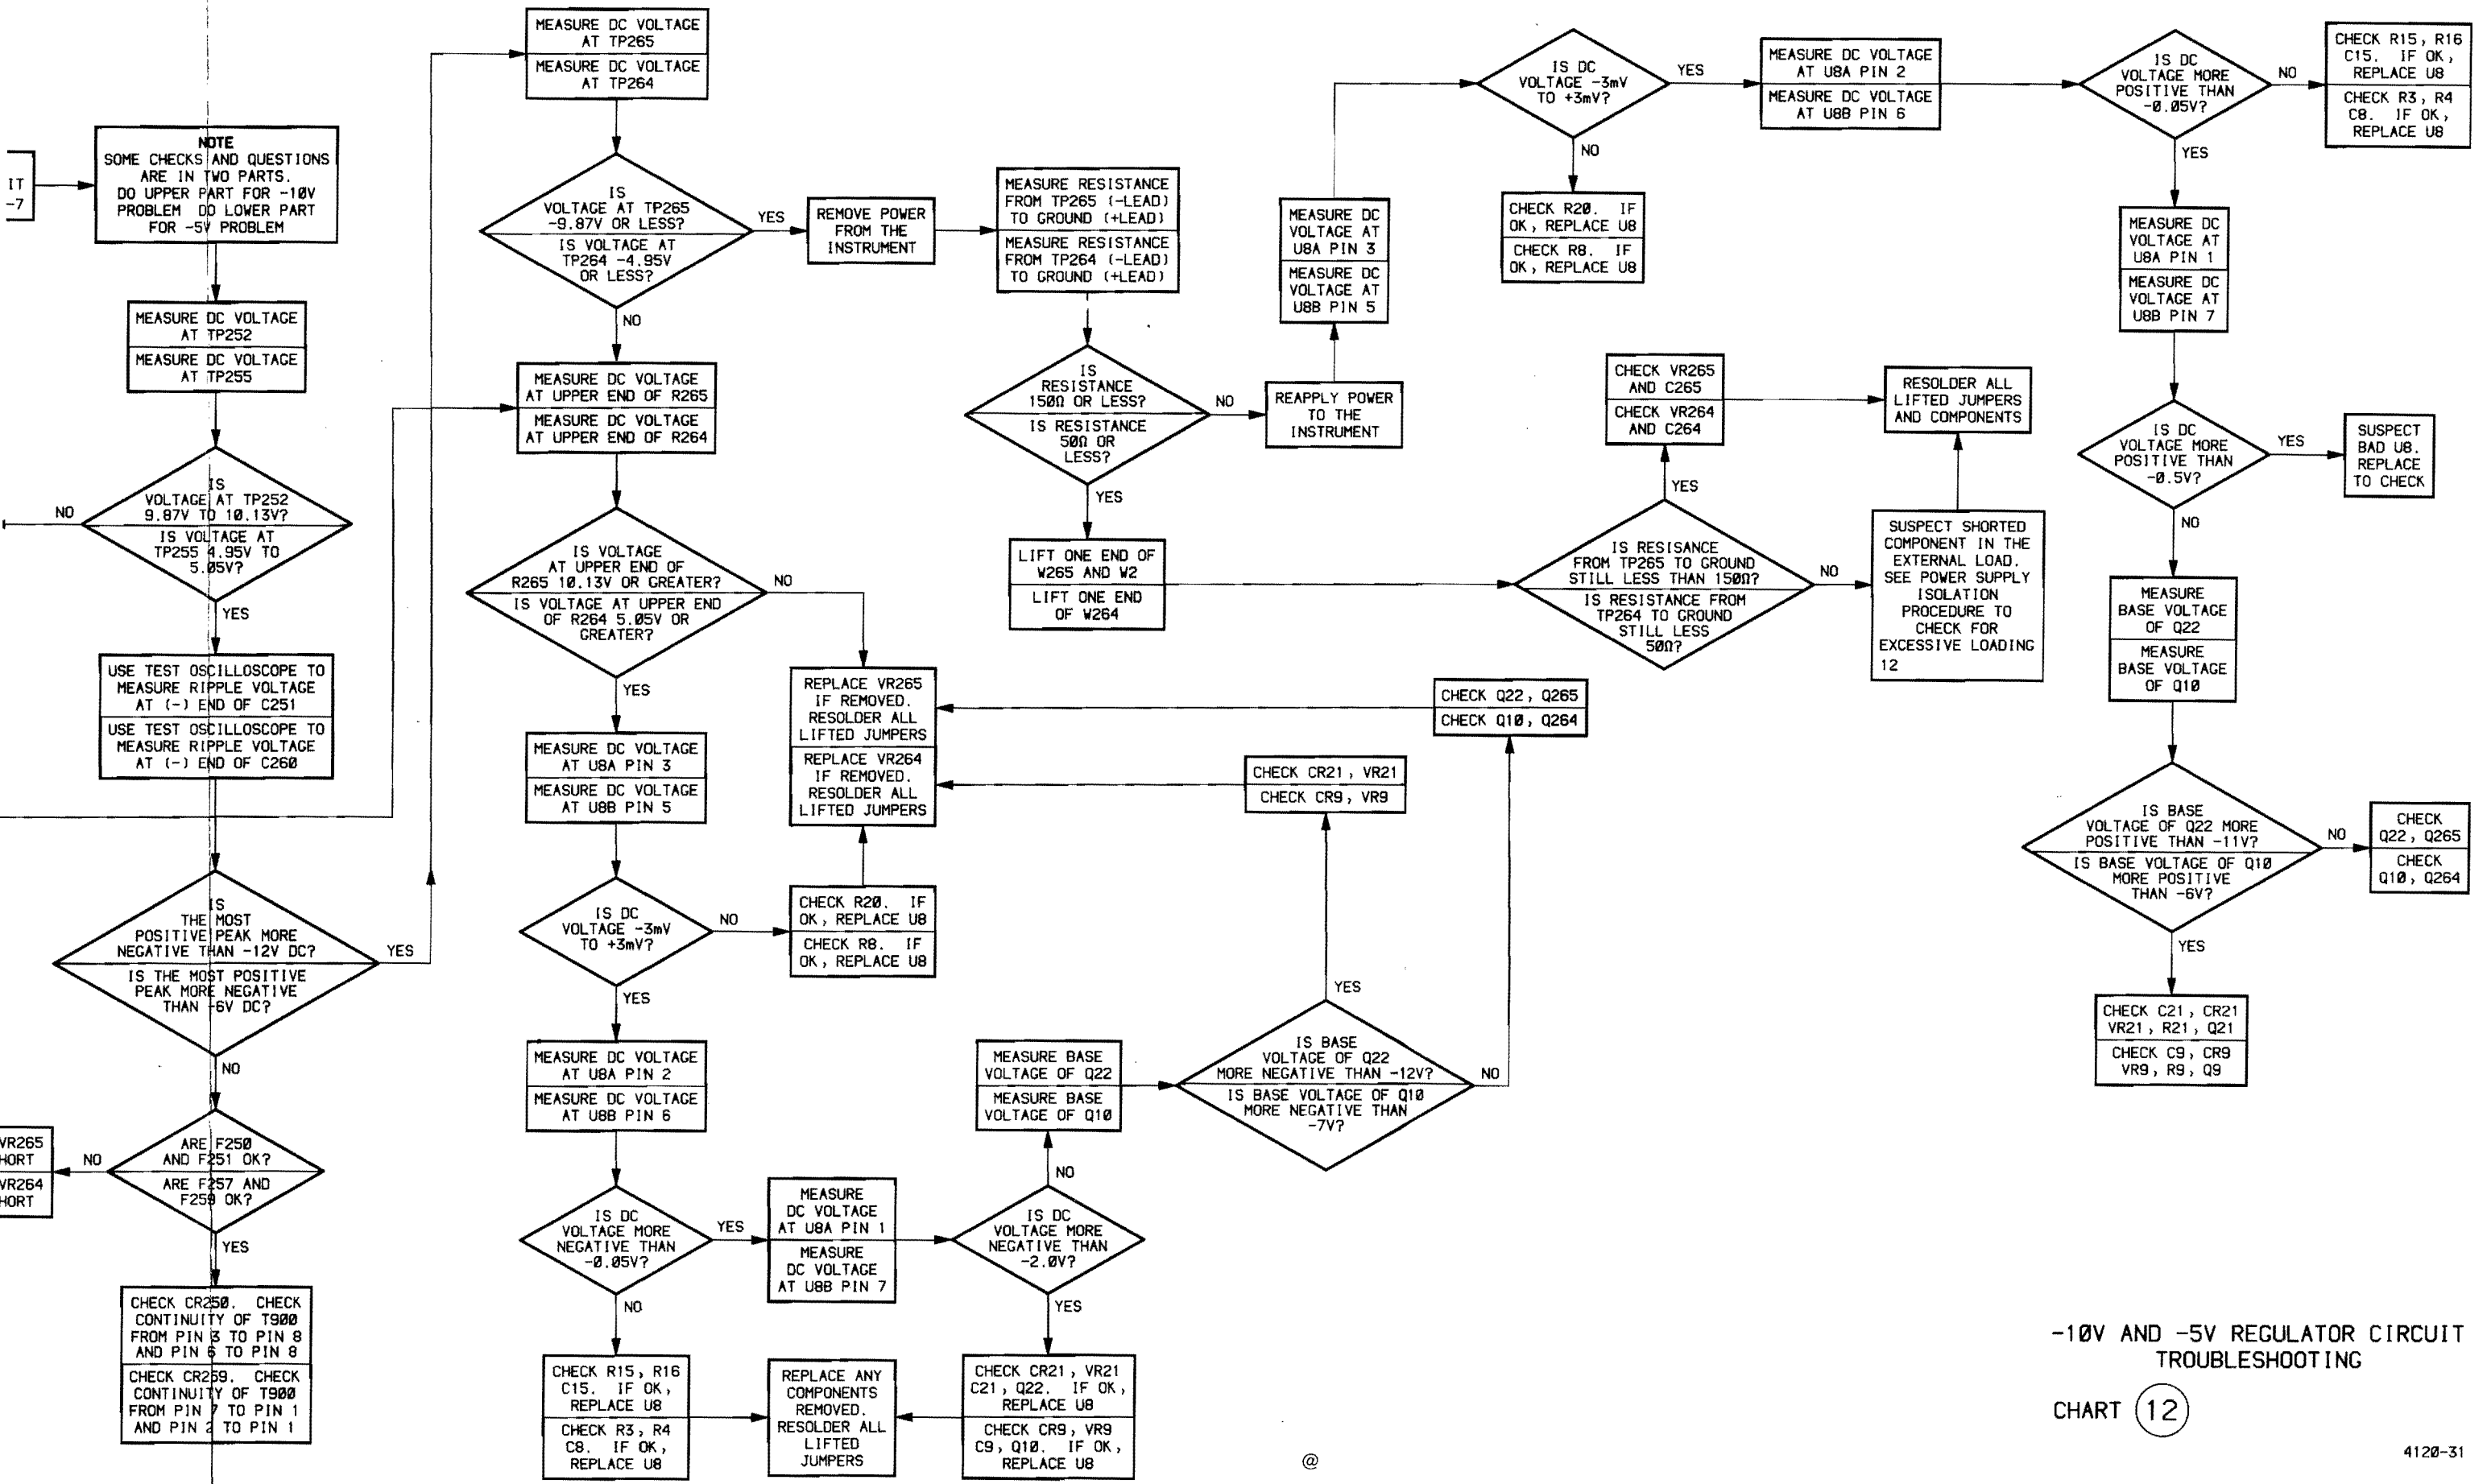 IT
-7
NOTE
SOME CHECKS AND QUESTIONS
ARE IN TWO PARTS.
DO UPPER PART FOR -10V
PROBLEM DO LOWER PART
FOR -5V PROBLEM
MEASURE DC VOLTAGE
AT TP252
MEASURE DC VOLTAGE
AT TP255
IS
VOLTAGE AT TP252
9.87V TO 10.13V?
IS VOLTAGE AT
TP255 4.95V TO
5.05V?
NO
YES
USE TEST OSCILLOSCOPE TO
MEASURE RIPPLE VOLTAGE
AT (-) END OF C251
USE TEST OSCILLOSCOPE TO
MEASURE RIPPLE VOLTAGE
AT (-) END OF C260
IS
THE MOST
POSITIVE PEAK MORE
NEGATIVE THAN -12V DC?
IS THE MOST POSITIVE
PEAK MORE NEGATIVE
THAN -6V DC?
YES
NO
ARE F250
AND F251 OK?
ARE F257 AND
F259 OK?
NO
VR265
HORT
VR264
HORT
YES
CHECK CR250. CHECK
CONTINUITY OF T900
FROM PIN 3 TO PIN 8
AND PIN 6 TO PIN 8
CHECK CR259. CHECK
CONTINUITY OF T900
FROM PIN 7 TO PIN 1
AND PIN 2 TO PIN 1
MEASURE DC VOLTAGE
AT TP265
MEASURE DC VOLTAGE
AT TP264
IS
VOLTAGE AT TP265
-9.87V OR LESS?
IS VOLTAGE AT
TP264 -4.95V
OR LESS?
YES
NO
REMOVE POWER
FROM THE
INSTRUMENT
MEASURE RESISTANCE
FROM TP265 (-LEAD)
TO GROUND (+LEAD)
MEASURE RESISTANCE
FROM TP264 (-LEAD)
TO GROUND (+LEAD)
IS
RESISTANCE
150Ω OR LESS?
IS RESISTANCE
50Ω OR
LESS?
NO
YES
REAPPLY POWER
TO THE
INSTRUMENT
MEASURE DC
VOLTAGE AT
U8A PIN 3
MEASURE DC
VOLTAGE AT
U8B PIN 5
LIFT ONE END OF
W265 AND W2
LIFT ONE END
OF W264
IS RESISANCE
FROM TP265 TO GROUND
STILL LESS THAN 150Ω?
IS RESISTANCE FROM
TP264 TO GROUND
STILL LESS
50Ω?
YES
NO
CHECK VR265
AND C265
CHECK VR264
AND C264
RESOLDER ALL
LIFTED JUMPERS
AND COMPONENTS
SUSPECT SHORTED
COMPONENT IN THE
EXTERNAL LOAD.
SEE POWER SUPPLY
ISOLATION
PROCEDURE TO
CHECK FOR
EXCESSIVE LOADING
12
MEASURE DC VOLTAGE
AT UPPER END OF R265
MEASURE DC VOLTAGE
AT UPPER END OF R264
IS VOLTAGE
AT UPPER END OF
R265 10.13V OR GREATER?
IS VOLTAGE AT UPPER END
OF R264 5.05V OR
GREATER?
NO
YES
REPLACE VR265
IF REMOVED.
RESOLDER ALL
LIFTED JUMPERS
REPLACE VR264
IF REMOVED.
RESOLDER ALL
LIFTED JUMPERS
MEASURE DC VOLTAGE
AT U8A PIN 3
MEASURE DC VOLTAGE
AT U8B PIN 5
IS DC
VOLTAGE -3mV
TO +3mV?
NO
YES
CHECK R20. IF
OK, REPLACE U8
CHECK R8. IF
OK, REPLACE U8
MEASURE DC VOLTAGE
AT U8A PIN 2
MEASURE DC VOLTAGE
AT U8B PIN 6
IS DC
VOLTAGE MORE
NEGATIVE THAN
-0.05V?
YES
NO
MEASURE
DC VOLTAGE
AT U8A PIN 1
MEASURE
DC VOLTAGE
AT U8B PIN 7
IS DC
VOLTAGE MORE
NEGATIVE THAN
-2.0V?
NO
YES
MEASURE BASE
VOLTAGE OF Q22
MEASURE BASE
VOLTAGE OF Q10
IS BASE
VOLTAGE OF Q22
MORE NEGATIVE THAN -12V?
IS BASE VOLTAGE OF Q10
MORE NEGATIVE THAN
-7V?
YES
NO
CHECK CR21, VR21
CHECK CR9, VR9
CHECK Q22, Q265
CHECK Q10, Q264
CHECK R15, R16
C15. IF OK,
REPLACE U8
CHECK R3, R4
C8. IF OK,
REPLACE U8
REPLACE ANY
COMPONENTS
REMOVED.
RESOLDER ALL
LIFTED
JUMPERS
CHECK CR21, VR21
C21, Q22. IF OK,
REPLACE U8
CHECK CR9, VR9
C9, Q10. IF OK,
REPLACE U8
IS DC
VOLTAGE -3mV
TO +3mV?
YES
NO
CHECK R20. IF
OK, REPLACE U8
CHECK R8. IF
OK, REPLACE U8
MEASURE DC VOLTAGE
AT U8A PIN 2
MEASURE DC VOLTAGE
AT U8B PIN 6
IS DC
VOLTAGE MORE
POSITIVE THAN
-0.05V?
NO
YES
CHECK R15, R16
C15. IF OK,
REPLACE U8
CHECK R3, R4
C8. IF OK,
REPLACE U8
MEASURE DC
VOLTAGE AT
U8A PIN 1
MEASURE DC
VOLTAGE AT
U8B PIN 7
IS DC
VOLTAGE MORE
POSITIVE THAN
-0.5V?
YES
NO
SUSPECT
BAD U8.
REPLACE
TO CHECK
MEASURE
BASE VOLTAGE
OF Q22
MEASURE
BASE VOLTAGE
OF Q10
IS BASE
VOLTAGE OF Q22 MORE
POSITIVE THAN -11V?
IS BASE VOLTAGE OF Q10
MORE POSITIVE
THAN -6V?
NO
YES
CHECK
Q22, Q265
CHECK
Q10, Q264
CHECK C21, CR21
VR21, R21, Q21
CHECK C9, CR9
VR9, R9, Q9
-10V AND -5V REGULATOR CIRCUIT
TROUBLESHOOTING
CHART 12
4120-31
@